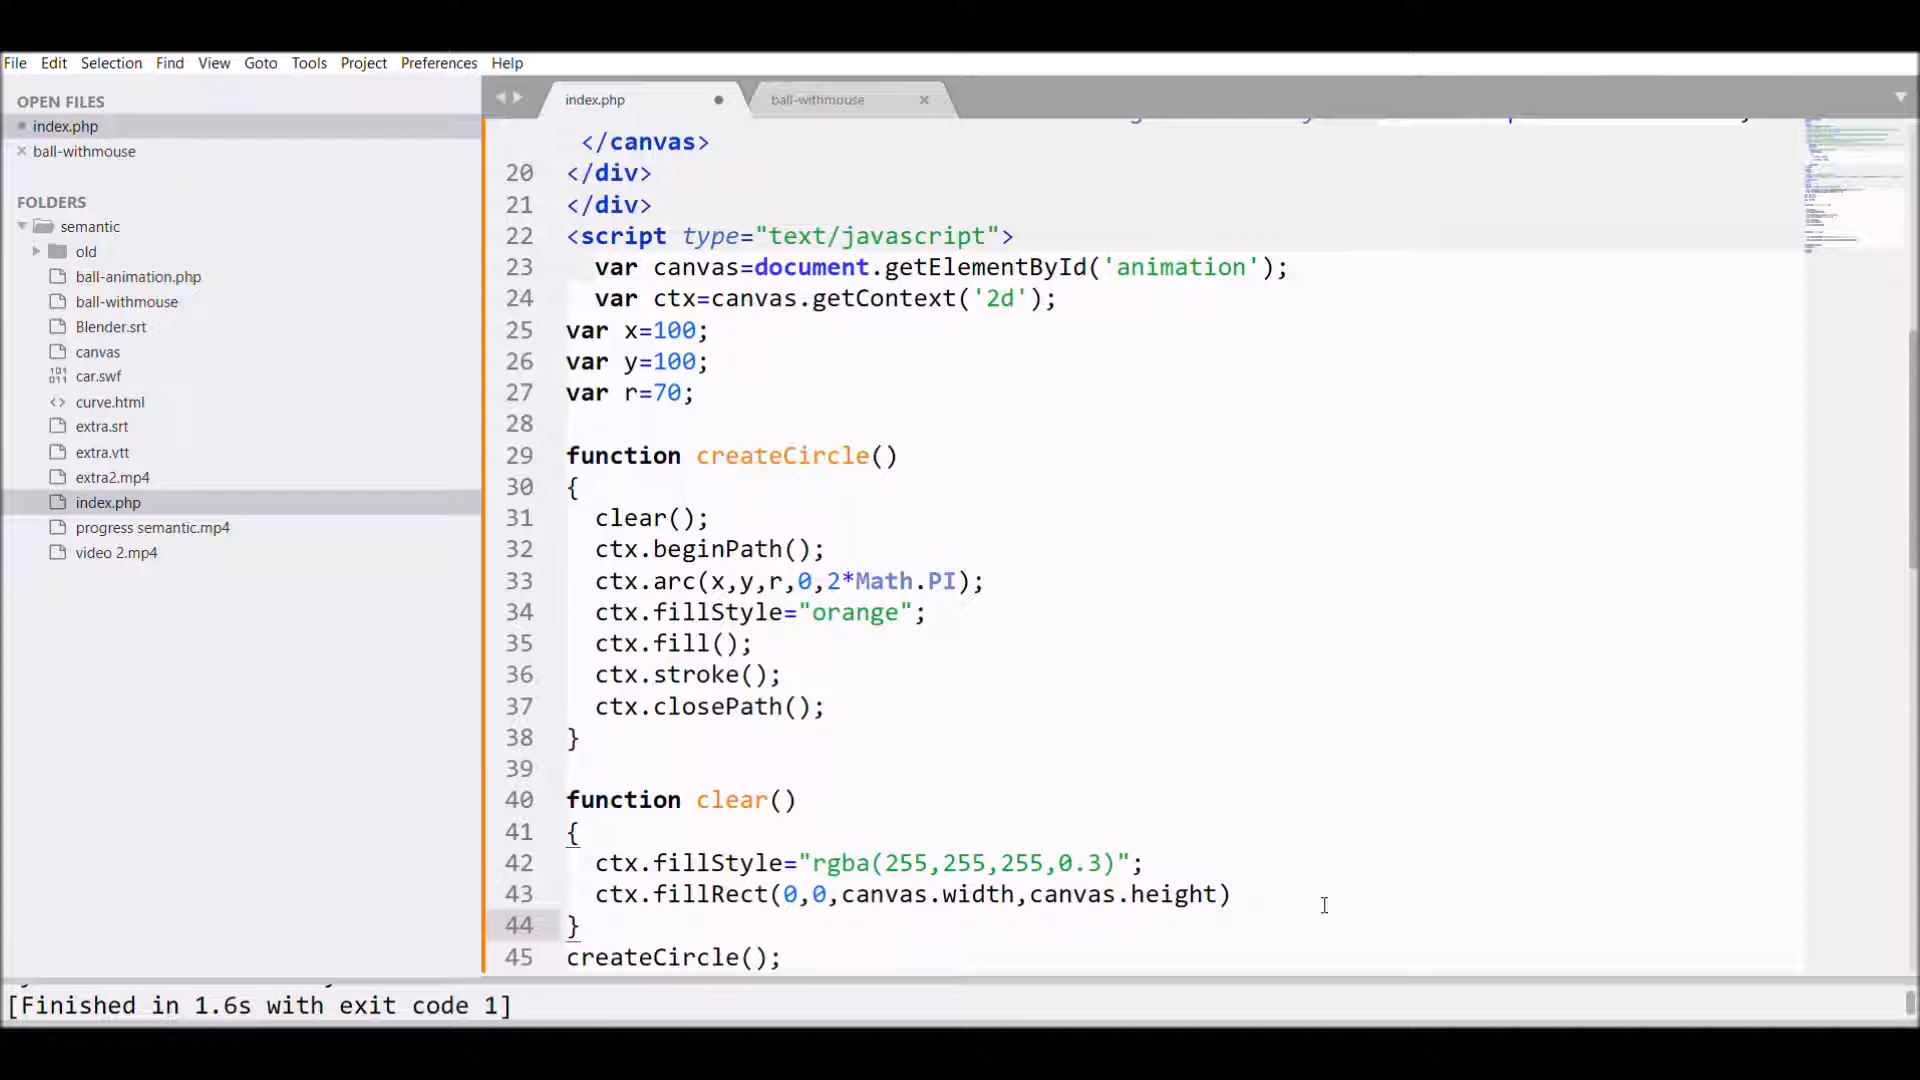 File Edit Selection Find View Goto Tools Project Preferences Help
OPEN FILES
index.php
ball-withmouse
FOLDERS
semantic
old
ball-animation.php
ball-withmouse
Blender.srt
canvas
car.swf
curve.html
extra.srt
extra.vtt
extra2.mp4
index.php
progress semantic.mp4
video 2.mp4
index.php ball-withmouse
</canvas>
20 </div>
21 </div>
22 <script type="text/javascript">
23 var canvas=document.getElementById('animation');
24 var ctx=canvas.getContext('2d');
25 var x=100;
26 var y=100;
27 var r=70;
28
29 function createCircle()
30 {
31 clear();
32 ctx.beginPath();
33 ctx.arc(x,y,r,0,2*Math.PI);
34 ctx.fillStyle="orange";
35 ctx.fill();
36 ctx.stroke();
37 ctx.closePath();
38 }
39
40 function clear()
41 {
42 ctx.fillStyle="rgba(255,255,255,0.3)";
43 ctx.fillRect(0,0,canvas.width,canvas.height)
44 }
45 createCircle();
[Finished in 1.6s with exit code 1]